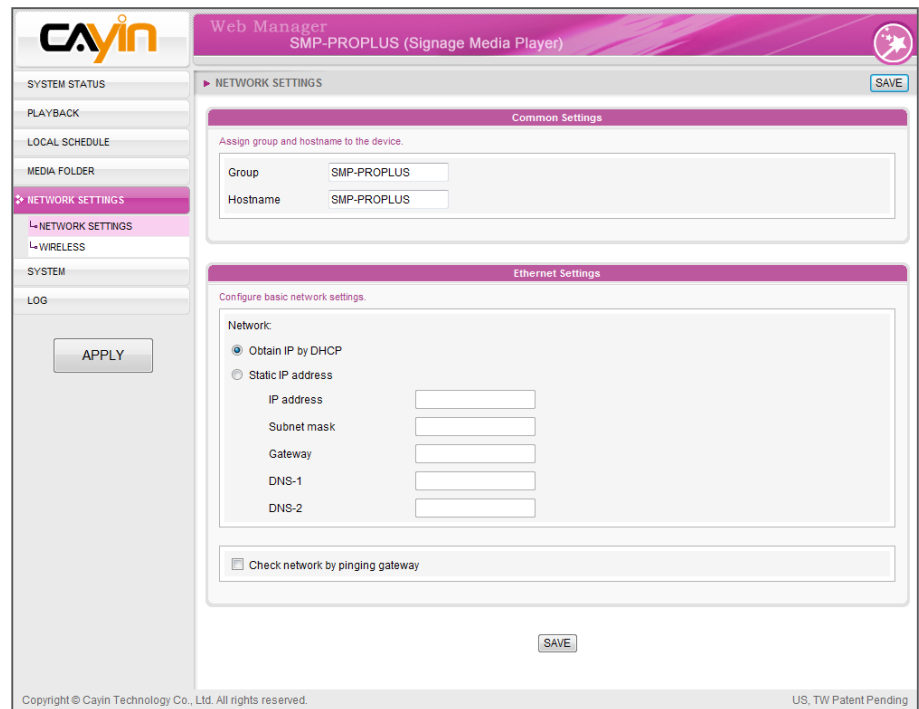 CAYIN
Web Manager
SMP-PROPLUS (Signage Media Player)
SYSTEM STATUS
PLAYBACK
LOCAL SCHEDULE
MEDIA FOLDER
NETWORK SETTINGS
NETWORK SETTINGS
WIRELESS
SYSTEM
LOG
APPLY
NETWORK SETTINGS
SAVE
Common Settings
Assign group and hostname to the device.
Group SMP-PROPLUS
Hostname SMP-PROPLUS
Ethernet Settings
Configure basic network settings.
Network:
Obtain IP by DHCP
Static IP address
IP address
Subnet mask
Gateway
DNS-1
DNS-2
Check network by pinging gateway
SAVE
Copyright © Cayin Technology Co., Ltd. All rights reserved.
US, TW Patent Pending